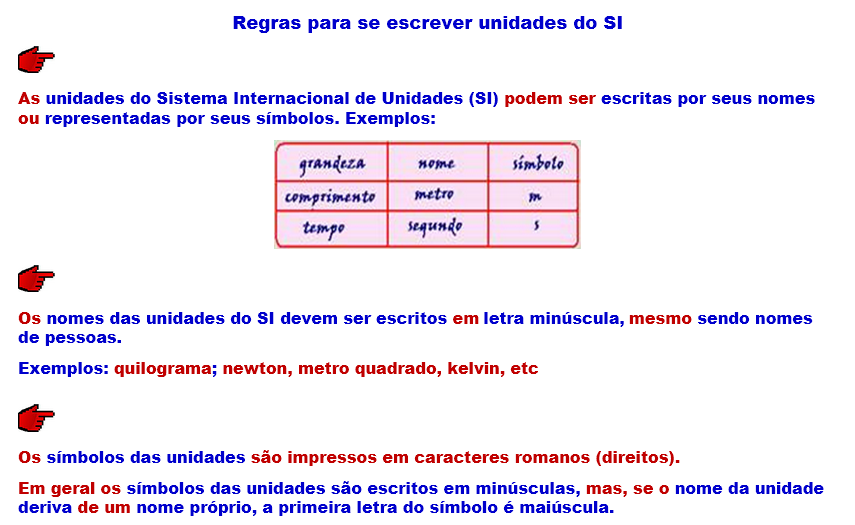 Regras para se escrever unidades do SI
As unidades do Sistema Internacional de Unidades (SI) podem ser escritas por seus nomes
ou representadas por seus símbolos. Exemplos:
grandeza nome símbolo
comprimento metro m
tempo segundo s
Os nomes das unidades do SI devem ser escritos em letra minúscula, mesmo sendo nomes
de pessoas.
Exemplos: quilograma; newton, metro quadrado, kelvin, etc
Os símbolos das unidades são impressos em caracteres romanos (direitos).
Em geral os símbolos das unidades são escritos em minúsculas, mas, se o nome da unidade
deriva de um nome próprio, a primeira letra do símbolo é maiúscula.